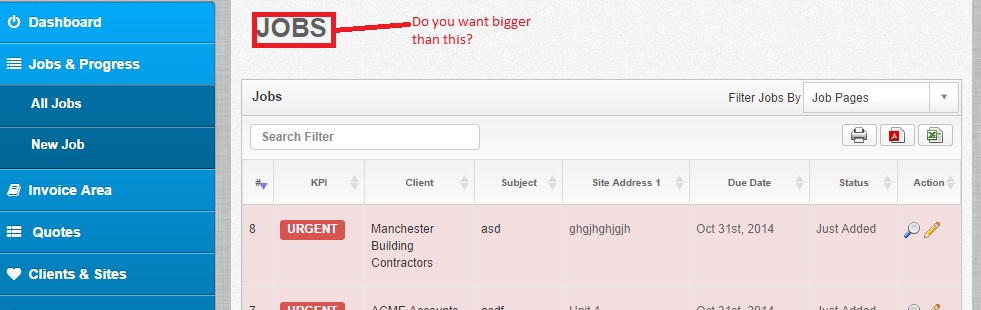 Dashboard
Jobs & Progress
All Jobs
New Job
Invoice Area
Quotes
Clients & Sites
JOBS
Do you want bigger
than this?
Jobs
Filter Jobs By Job Pages
Search Filter
# KPI Client Subject Site Address 1 Due Date Status Action
8 URGENT Manchester asd ghgjhghjgjh Oct 31st, 2014 Just Added
Building
Contractors
7 URGENT ACME Accounts asdf Unit 1 Oct 31st, 2014 Just Added